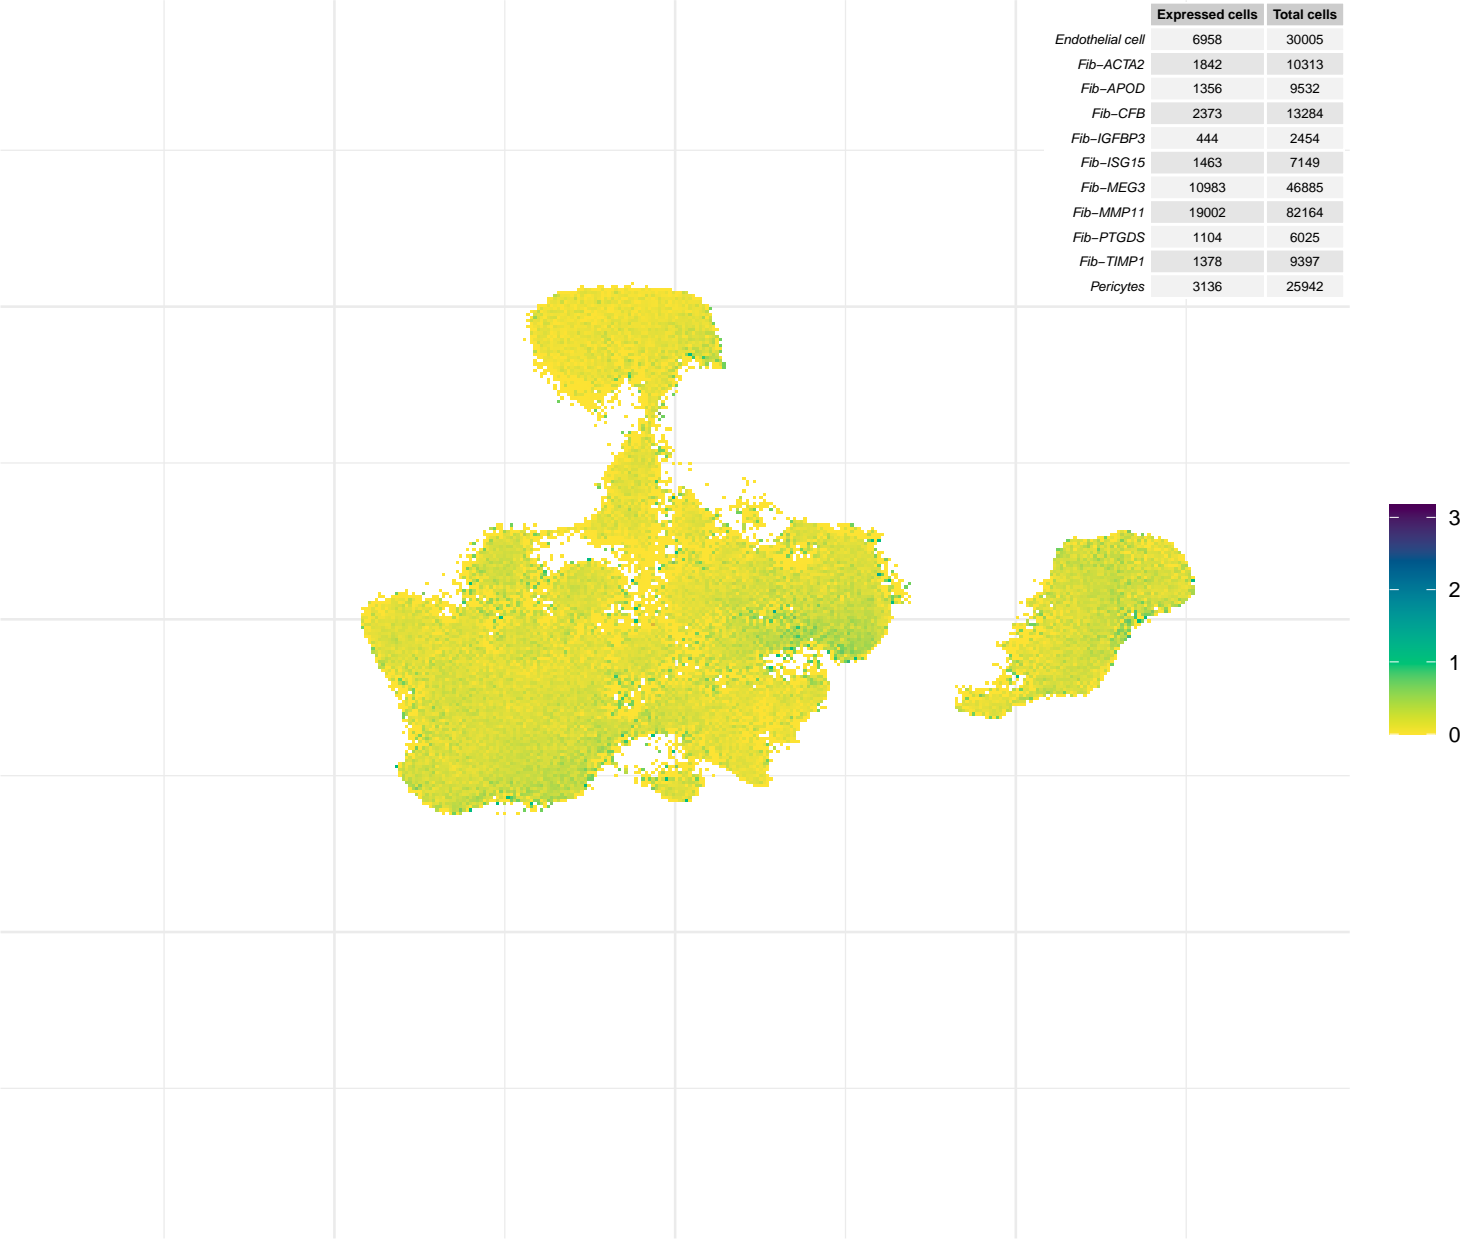 Expressed cells Total cells
Endothelial cell 6958 30005
Fib−ACTA2 1842 10313
Fib−APOD 1356 9532
Fib−CFB 2373 13284
Fib−IGFBP3 444 2454
Fib−ISG15 1463 7149
Fib−MEG3 10983 46885
Fib−MMP11 19002 82164
Fib−PTGDS 1104 6025
Fib−TIMP1 1378 9397
Pericytes 3136 25942
3
2
1
0